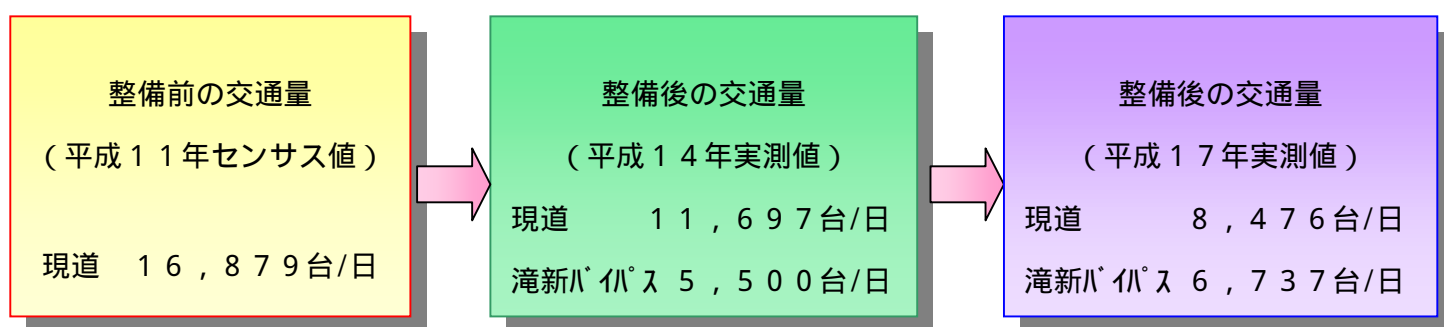 整備前の交通量
(平成11年センサス値)
現道 16,879台/日
整備後の交通量
(平成14年実測値)
現道 11,697台/日
滝新バイパス 5,500台/日
整備後の交通量
(平成17年実測値)
現道 8,476台/日
滝新バイパス 6,737台/日